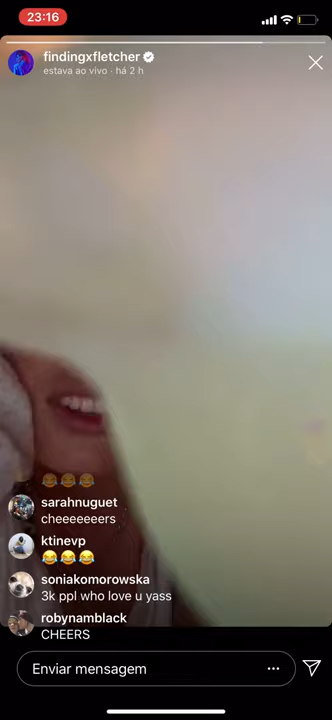 23:16
findingxfletcher
estava ao vivo · há 2 h
😂😂😂
sarahnuguet
cheeeeeeers
ktinevp
😂😂😂
soniakomorowska
3k ppl who love u yass
robynamblack
CHEERS
Enviar mensagem